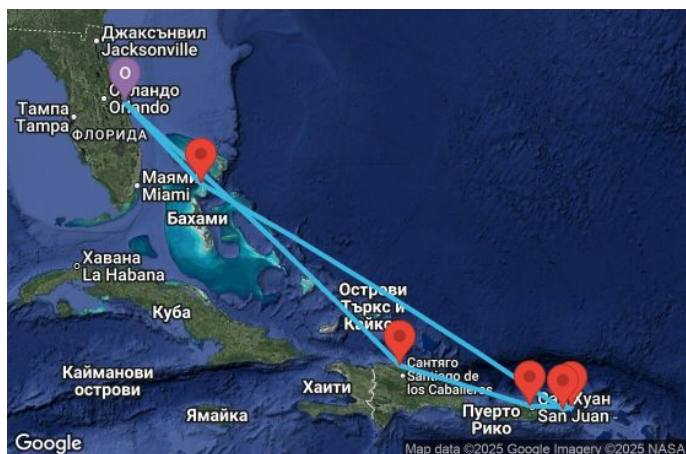 Джаксънвил
Jacksonville
O
Орландо
Orlando
Тампа
Tampa
ФЛОРИДА
Маями
Miami
Бахами
Хавана
La Habana
Куба
Острови
Търкс и
Кайкос
Сантяго
Santiago de
los Caballeros
Кайманови
острови
Хаити
Сан Хуан
San Juan
Пуерто
Рико
Ямайка
Google
Map data ©2025 Google Imagery ©2025 NASA